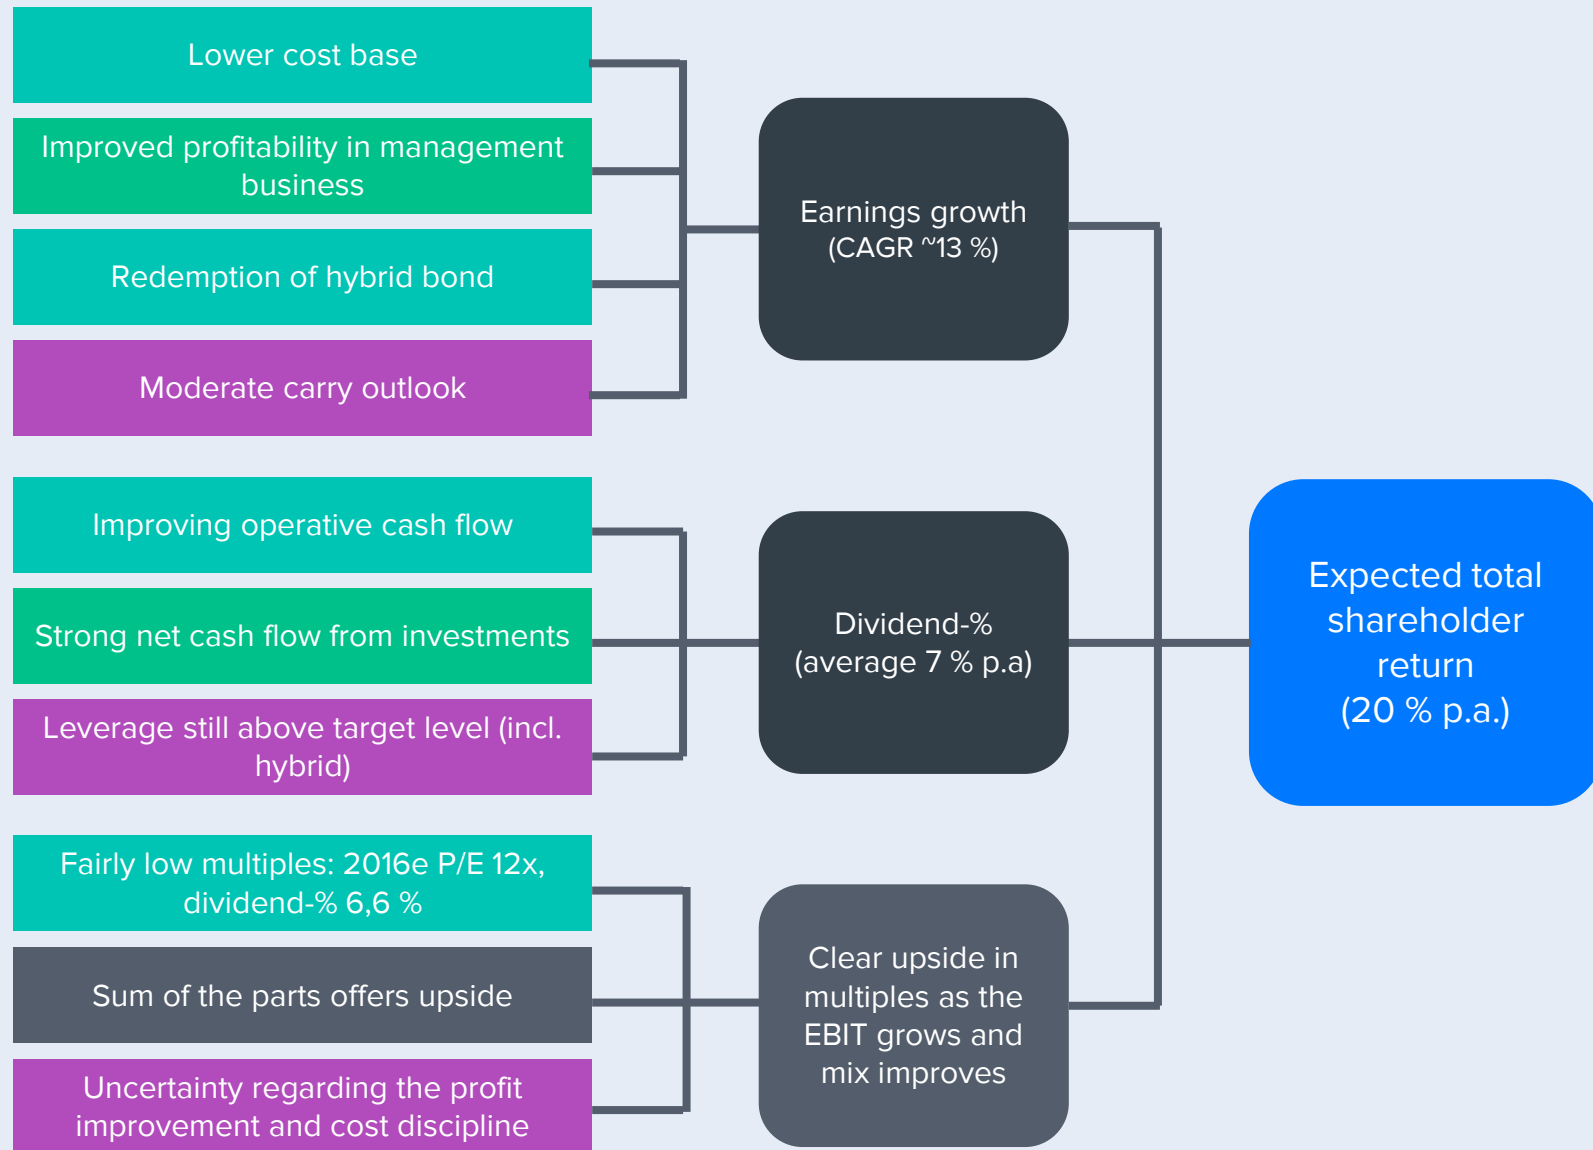 Lower cost base
Improved profitability in management
business
Redemption of hybrid bond
Moderate carry outlook
Earnings growth
(CAGR ~13 %)
Improving operative cash flow
Strong net cash flow from investments
Leverage still above target level (incl.
hybrid)
Dividend-%
(average 7 % p.a)
Fairly low multiples: 2016e P/E 12x,
dividend-% 6,6 %
Sum of the parts offers upside
Uncertainty regarding the profit
improvement and cost discipline
Clear upside in
multiples as the
EBIT grows and
mix improves
Expected total
shareholder
return
(20 % p.a.)